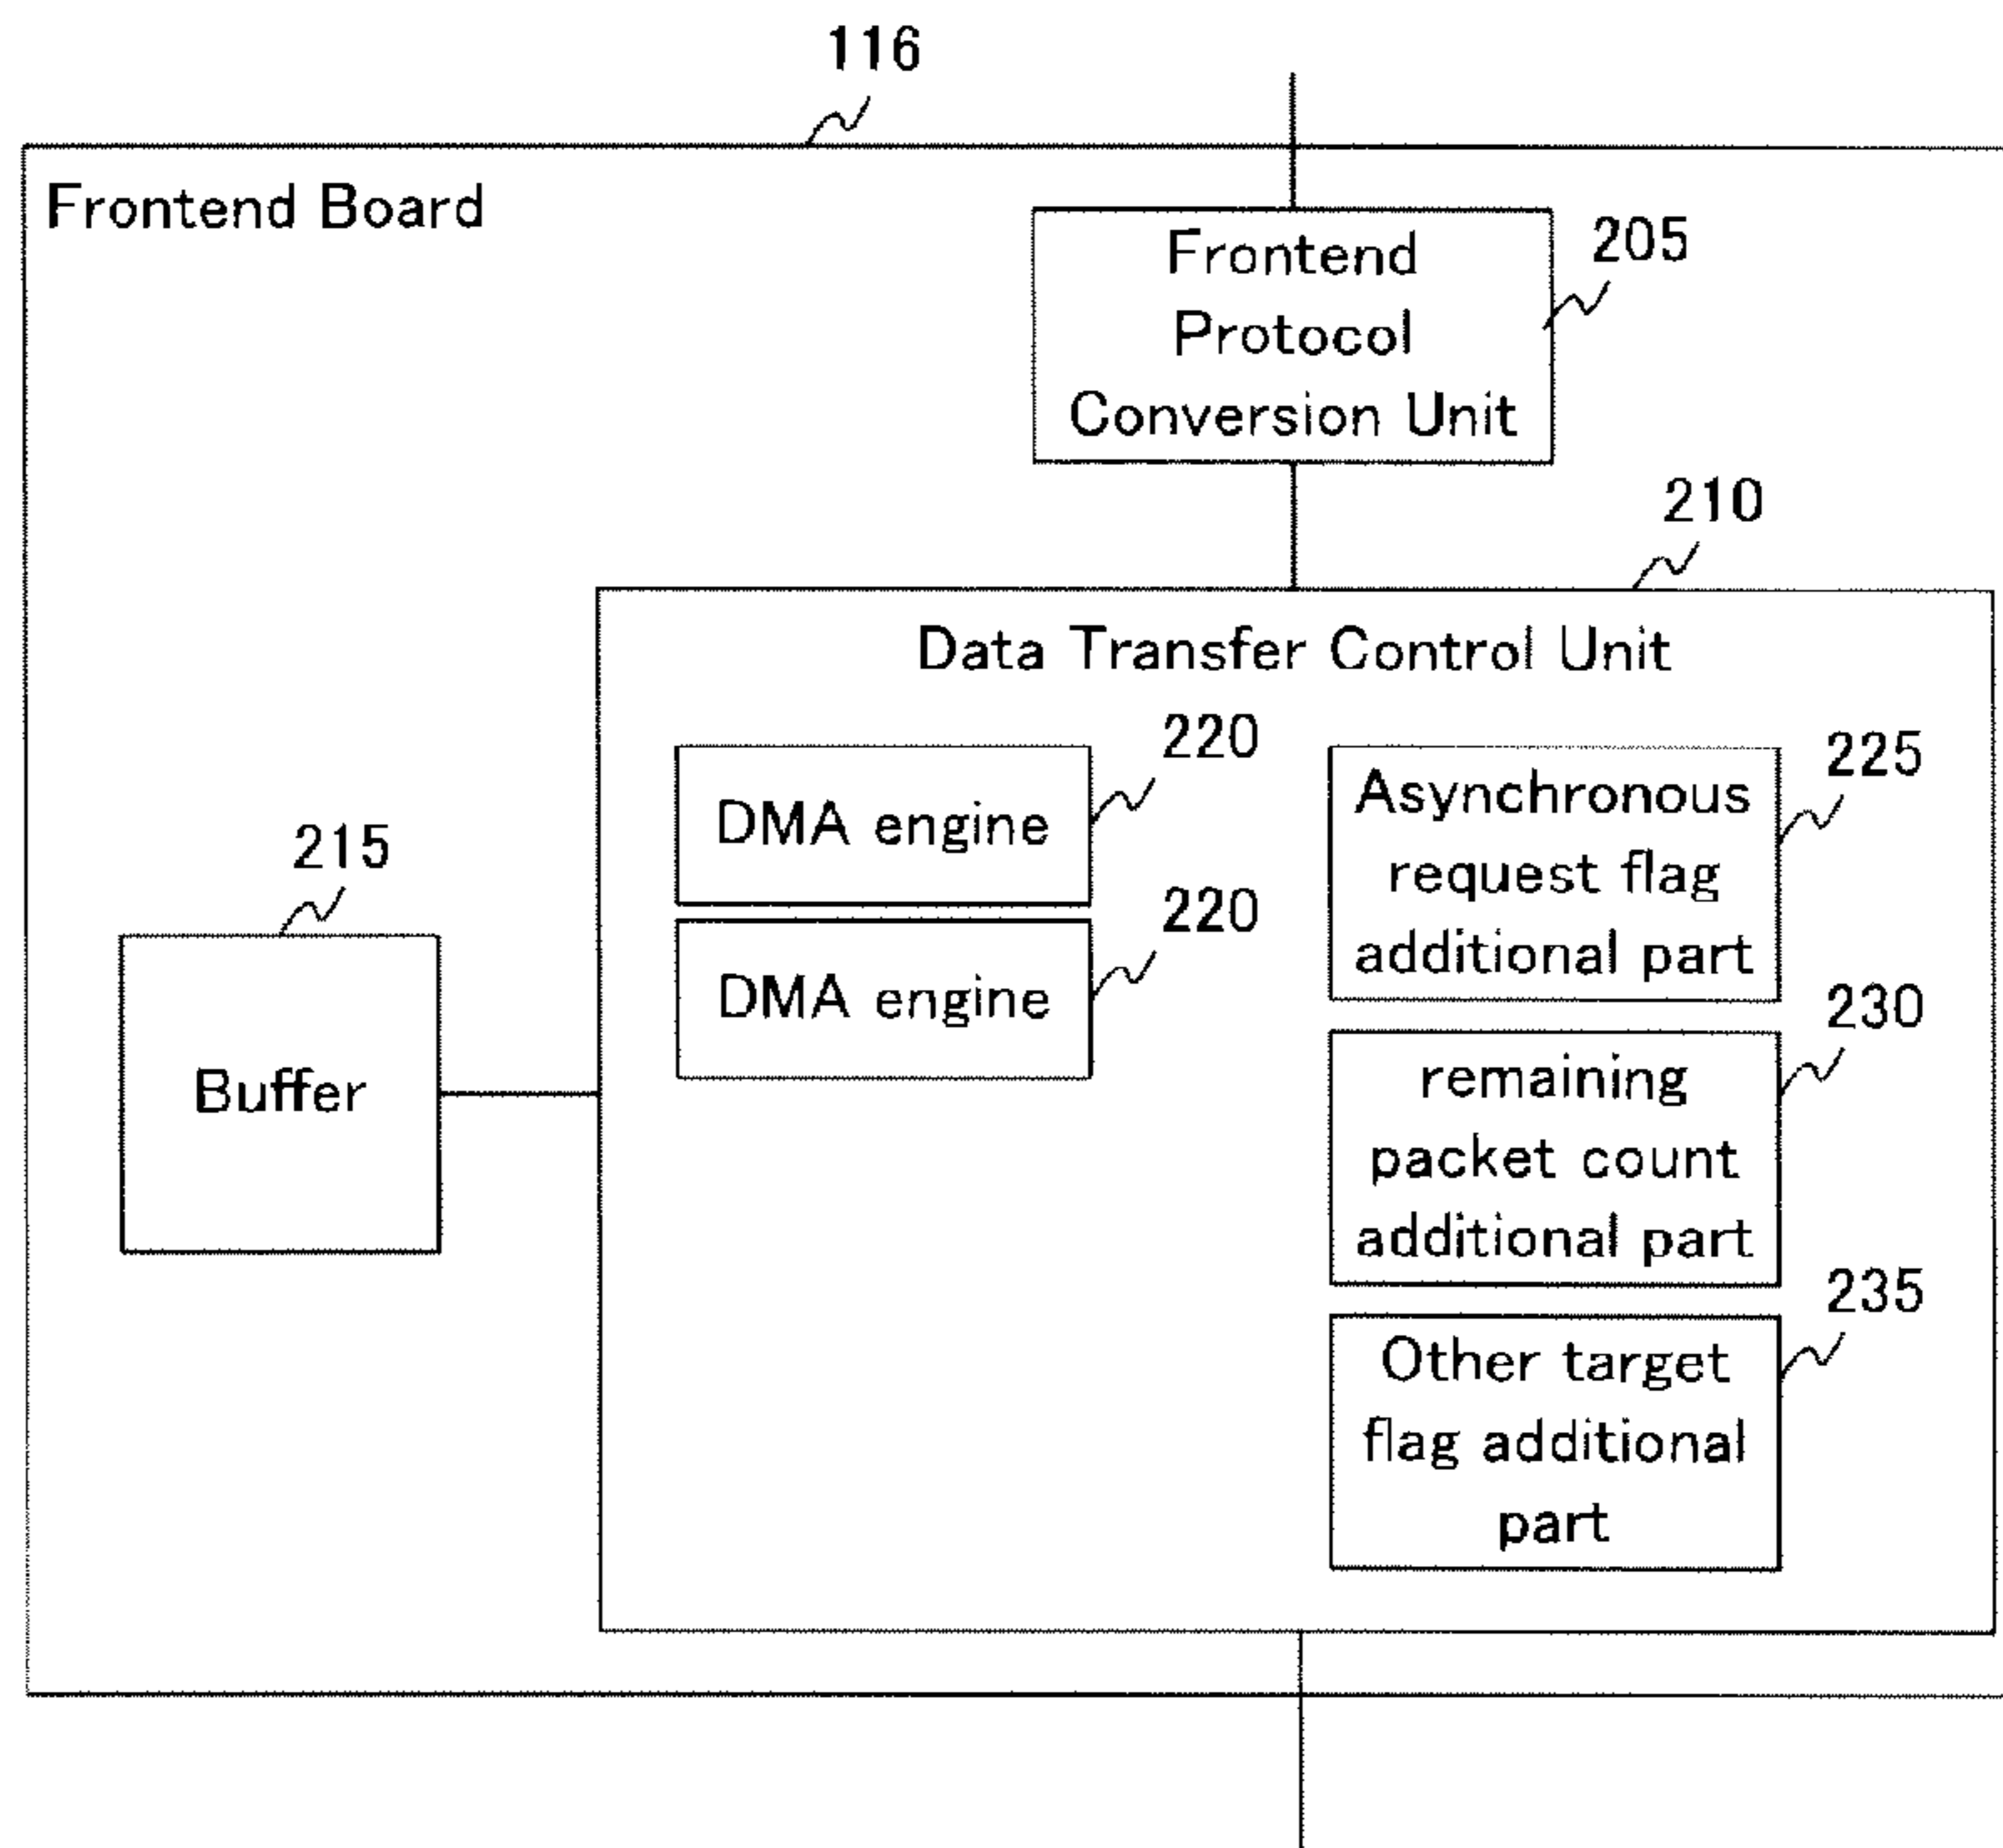 116
Frontend Board
Frontend
Protocol
Conversion Unit
205
210
Data Transfer Control Unit
220
DMA engine
220
DMA engine
225
Asynchronous
request flag
additional part
230
remaining
packet count
additional part
235
Other target
flag additional
part
215
Buffer